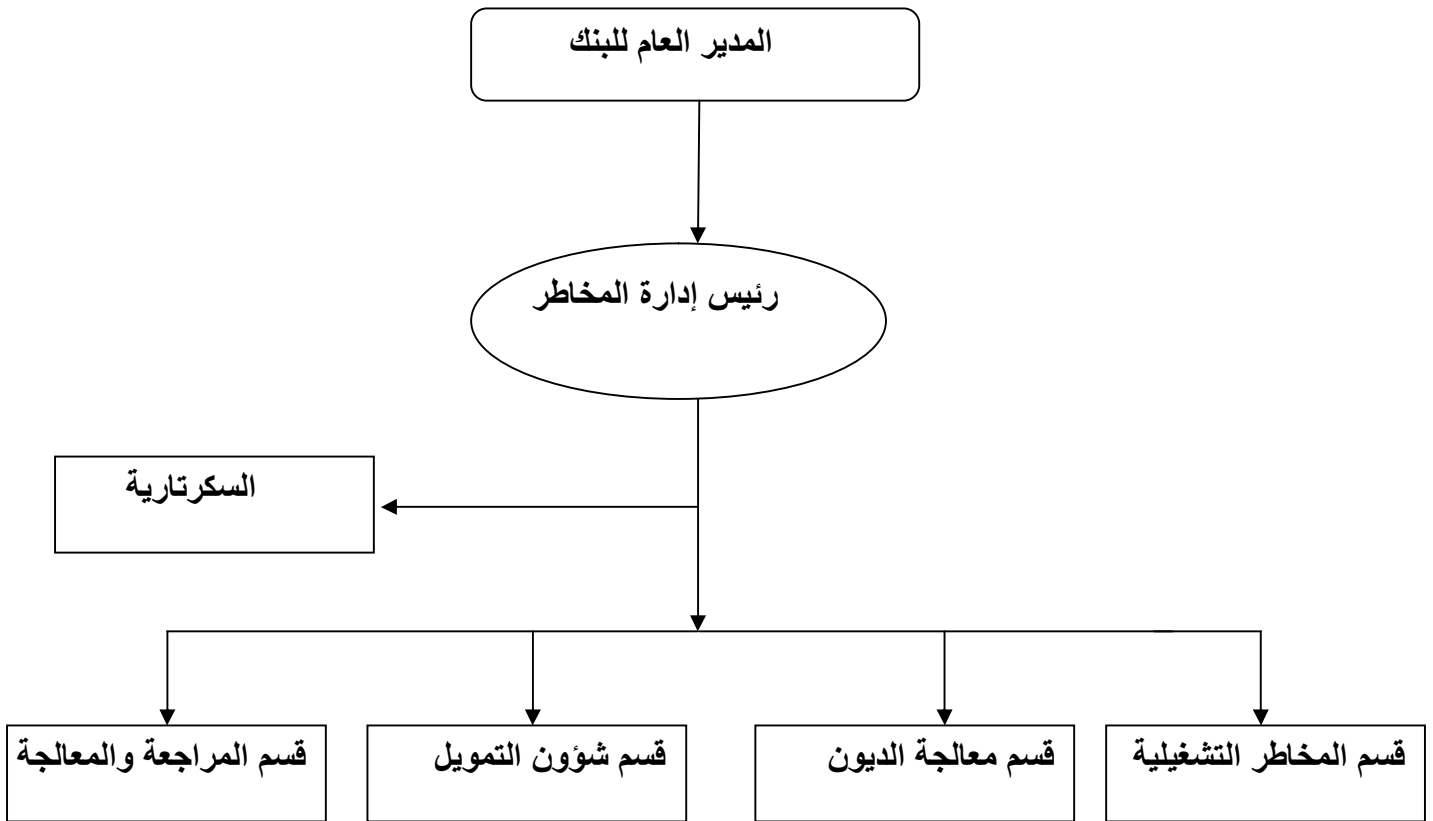 المدير العام للبنك
رئيس إدارة المخاطر
السكرتارية
قسم المخاطر التشغيلية
قسم معالجة الديون
قسم شؤون التمويل
قسم المراجعة والمعالجة